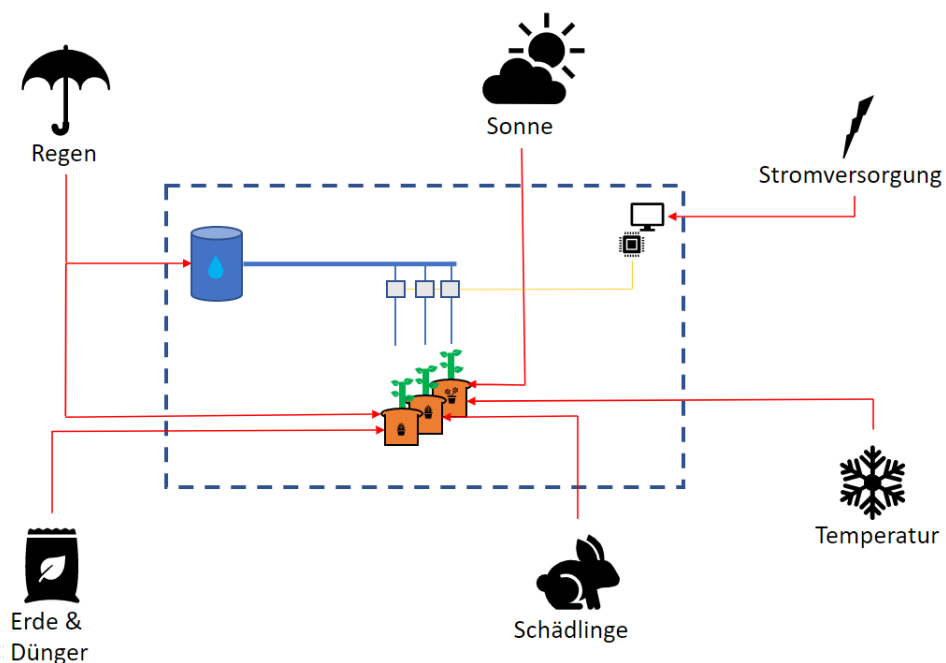 Regen
Sonne
Stromversorgung
Temperatur
Erde &
Dünger
Schädlinge